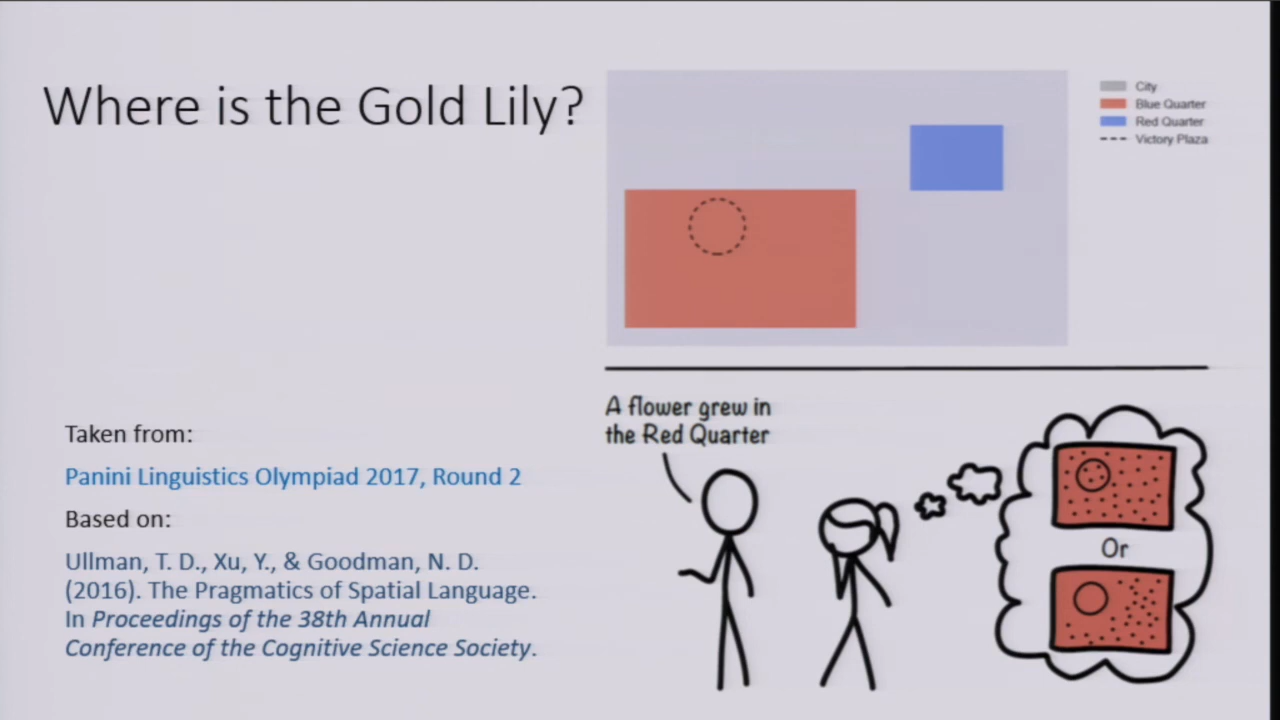 Where is the Gold Lily?
City
Blue Quarter
Red Quarter
Victory Plaza
Taken from:
Panini Linguistics Olympiad 2017, Round 2
Based on:
Ullman, T. D., Xu, Y., & Goodman, N. D.
(2016). The Pragmatics of Spatial Language.
In Proceedings of the 38th Annual
Conference of the Cognitive Science Society.
A flower grew in
the Red Quarter
Or